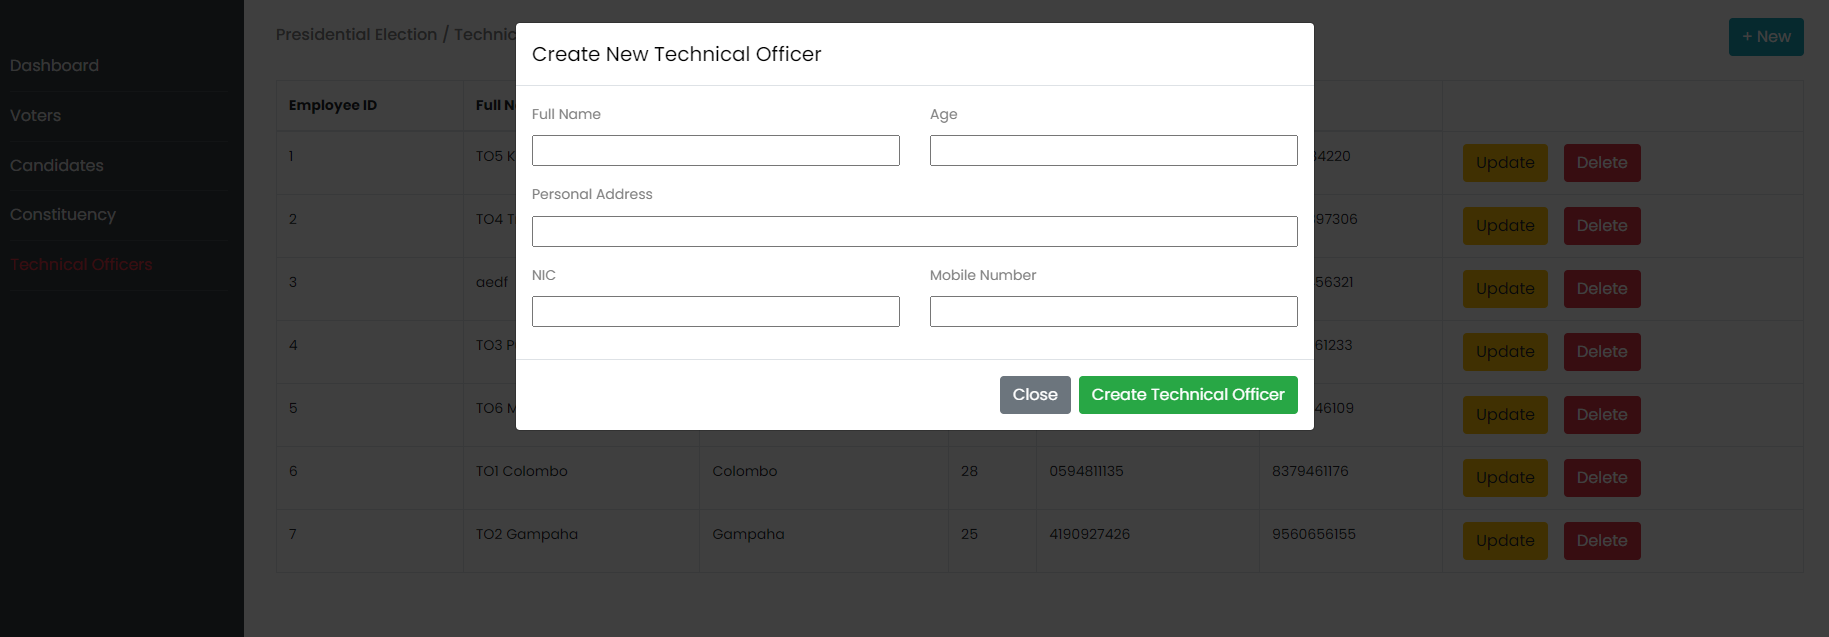 Presidential Election / Technic
+ New
Create New Technical Officer
Dashboard
Voters
Candidates
Constituency
Technical Officers
Employee ID
Full N
Full Name
Age
Personal Address
NIC
Mobile Number
Close
Create Technical Officer
1 TO5 K 4220 Update Delete
2 TO4 T 97306 Update Delete
3 aedf 56321 Update Delete
4 TO3 P 61233 Update Delete
5 TO6 M 46109 Update Delete
6 TO1 Colombo Colombo 28 0594811135 8379461176 Update Delete
7 TO2 Gampaha Gampaha 25 4190927426 9560656155 Update Delete